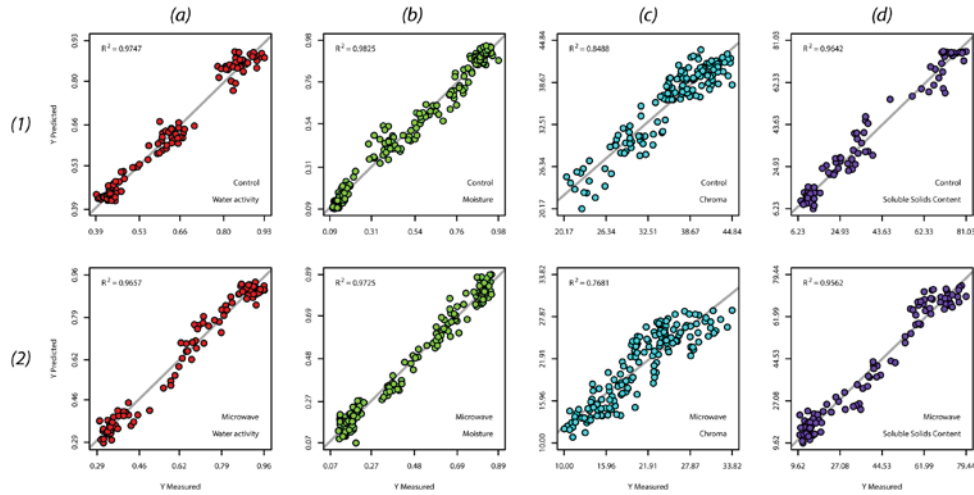 (a)
(b)
(c)
(d)
(1)
Y Predicted
0.93
0.80
0.66
0.53
0.39
R² = 0.9747
Control
Water activity
0.39 0.53 0.66 0.80 0.93
0.98
0.76
0.54
0.31
0.09
R² = 0.9825
Control
Moisture
0.09 0.31 0.54 0.76 0.98
44.84
38.67
32.51
26.34
20.17
R² = 0.8488
Control
Chroma
20.17 26.34 32.51 38.67 44.84
81.03
62.33
43.63
24.93
6.23
R² = 0.9642
Control
Soluble Solids Content
6.23 24.93 43.63 62.33 81.03
(2)
Y Predicted
0.96
0.79
0.62
0.46
0.29
R² = 0.9657
Microwave
Water activity
0.29 0.46 0.62 0.79 0.96
Y Measured
0.89
0.69
0.48
0.27
0.07
R² = 0.9725
Microwave
Moisture
0.07 0.27 0.48 0.69 0.89
Y Measured
33.82
27.87
21.91
15.96
10.00
R² = 0.7681
Microwave
Chroma
10.00 15.96 21.91 27.87 33.82
Y Measured
79.44
61.99
44.53
27.08
9.62
R² = 0.9562
Microwave
Soluble Solids Content
9.62 27.08 44.53 61.99 79.44
Y Measured